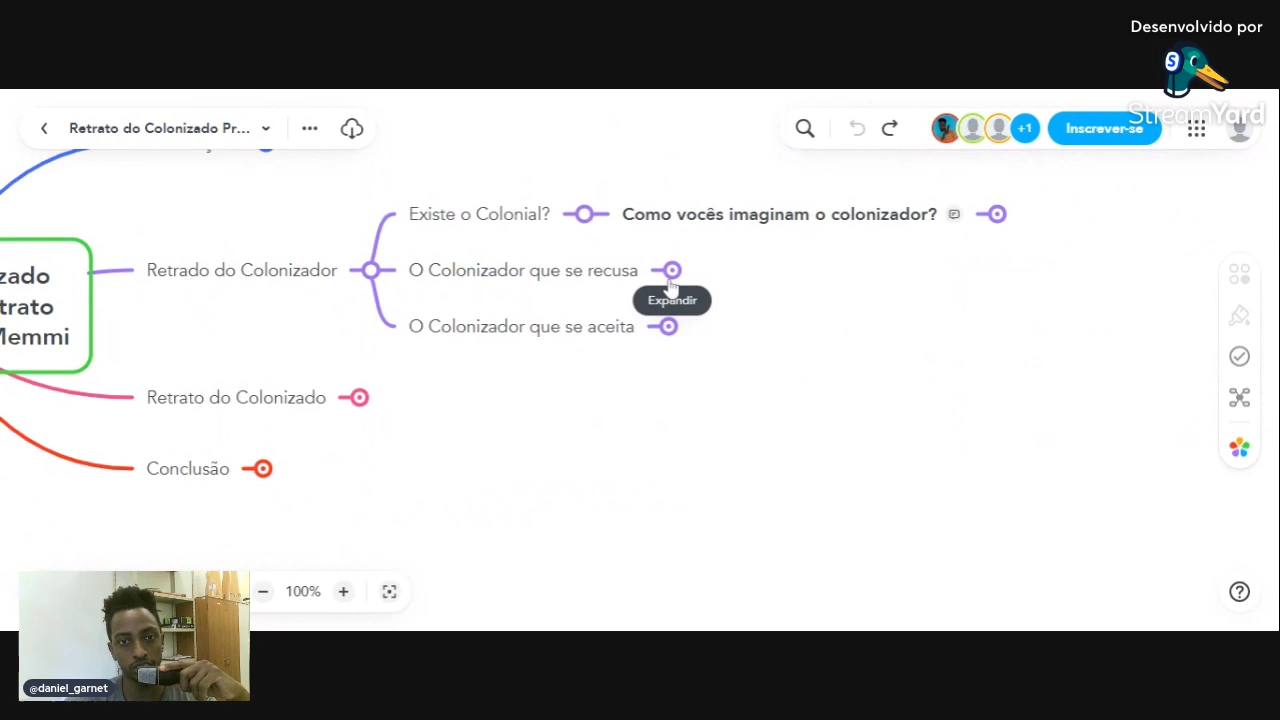 Desenvolvido por
StreamYard
Retrato do Colonizado Pr...
+1
Inscrever-se
Existe o Colonial?
Como vocês imaginam o colonizador?
zado
Retrado do Colonizador
O Colonizador que se recusa
trato
Expandir
Memmi
O Colonizador que se aceita
Retrato do Colonizado
Conclusão
100%
@daniel_garnet